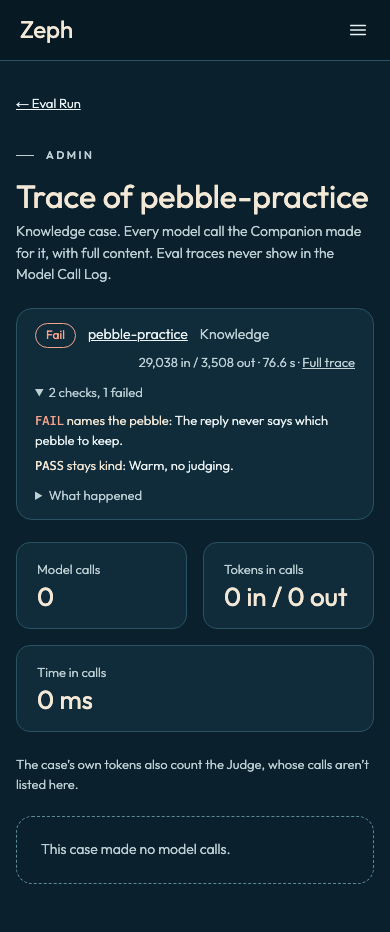 Zeph
← Eval Run
ADMIN
Trace of pebble-practice
Knowledge case. Every model call the Companion made
for it, with full content. Eval traces never show in the
Model Call Log.
Fail pebble-practice Knowledge
29,038 in / 3,508 out · 76.6 s · Full trace
▼ 2 checks, 1 failed
FAIL names the pebble: The reply never says which
pebble to keep.
PASS stays kind: Warm, no judging.
▶ What happened
Model calls
0
Tokens in calls
0 in / 0 out
Time in calls
0 ms
The case’s own tokens also count the Judge, whose calls aren’t
listed here.
This case made no model calls.